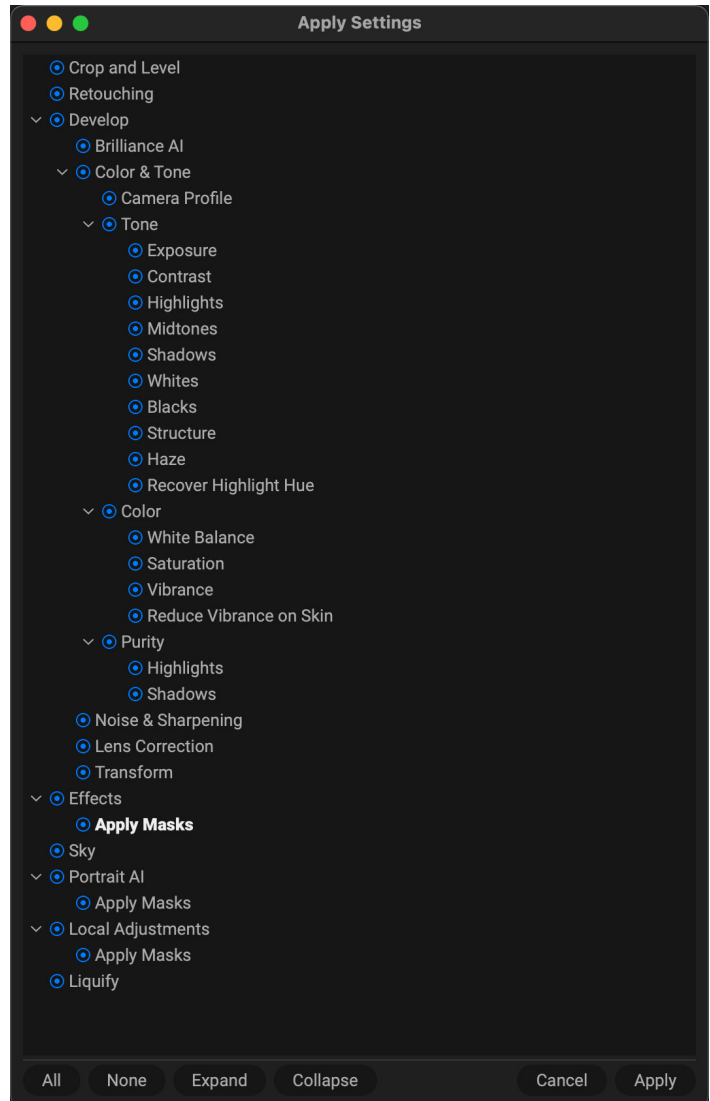 Apply Settings
Crop and Level
Retouching
Develop
Brilliance AI
Color & Tone
Camera Profile
Tone
Exposure
Contrast
Highlights
Midtones
Shadows
Whites
Blacks
Structure
Haze
Recover Highlight Hue
Color
White Balance
Saturation
Vibrance
Reduce Vibrance on Skin
Purity
Highlights
Shadows
Noise & Sharpening
Lens Correction
Transform
Effects
Apply Masks
Sky
Portrait AI
Apply Masks
Local Adjustments
Apply Masks
Liquify
All None Expand Collapse Cancel Apply